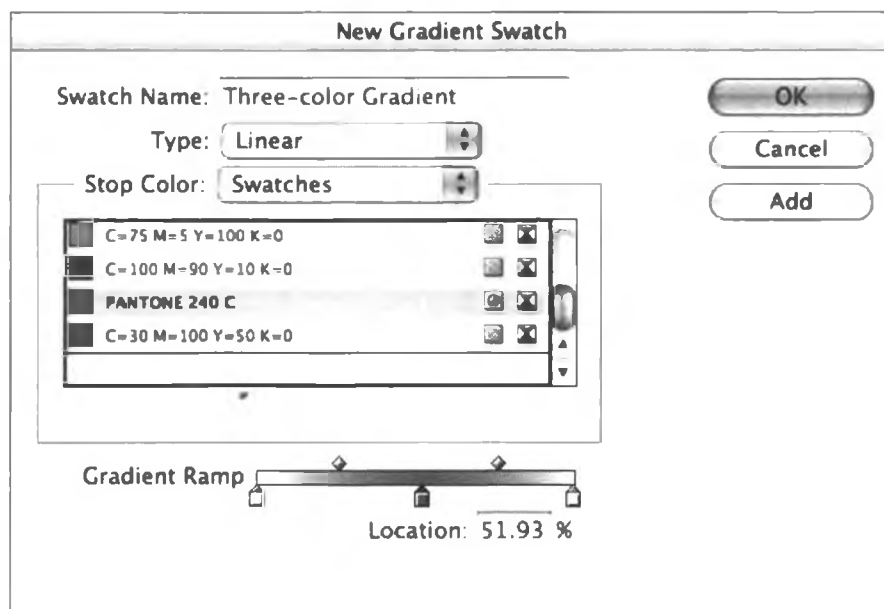 New Gradient Swatch
Swatch Name: Three-color Gradient
OK
Type: Linear
Cancel
Stop Color: Swatches
Add
C=75 M=5 Y=100 K=0
C=100 M=90 Y=10 K=0
PANTONE 240 C
C=30 M=100 Y=50 K=0
Gradient Ramp
Location: 51.93 %